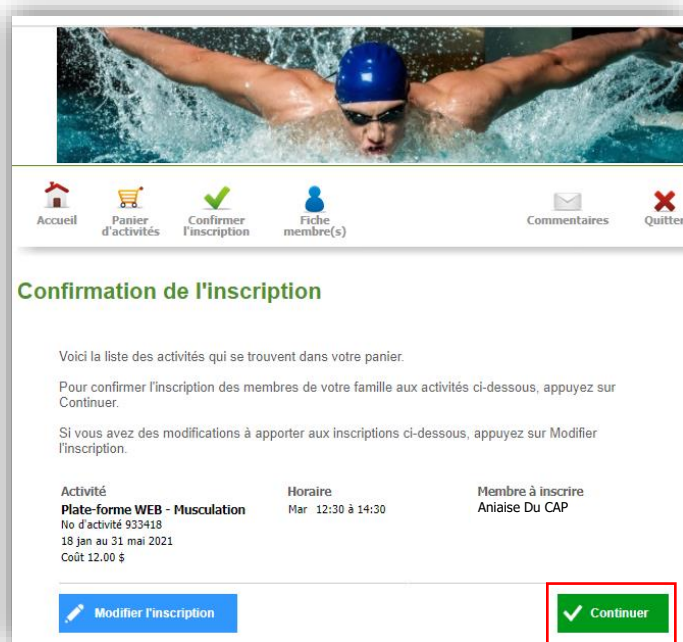 Accueil
Panier
d'activités
Confirmer
l'inscription
Fiche
membre(s)
Commentaires
Quitter
Confirmation de l'inscription
Voici la liste des activités qui se trouvent dans votre panier.
Pour confirmer l'inscription des membres de votre famille aux activités ci-dessous, appuyez sur
Continuer.
Si vous avez des modifications à apporter aux inscriptions ci-dessous, appuyez sur Modifier
l'inscription.
Activité Horaire Membre à inscrire
Plate-forme WEB - Musculation Mar 12:30 à 14:30 Aniaise Du CAP
No d'activité 933418
18 jan au 31 mai 2021
Coût 12.00 $
Modifier l'inscription Continuer